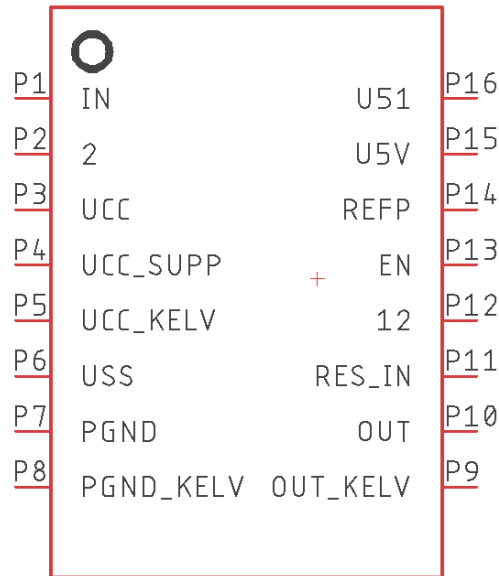 P1 IN U51 P16
P2 2 U5V P15
P3 UCC REFP P14
P4 UCC_SUPP EN P13
P5 UCC_KELV 12 P12
P6 USS RES_IN P11
P7 PGND OUT P10
P8 PGND_KELV OUT_KELV P9